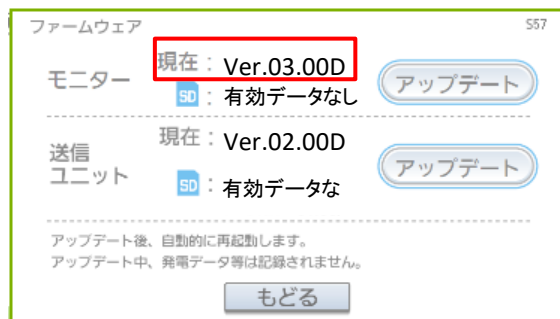 ファームウェア S57
モニター 現在： Ver.03.00D アップデート
SD ： 有効データなし
送信 現在： Ver.02.00D アップデート
ユニット SD ： 有効データな
アップデート後、自動的に再起動します。
アップデート中、発電データ等は記録されません。
もどる